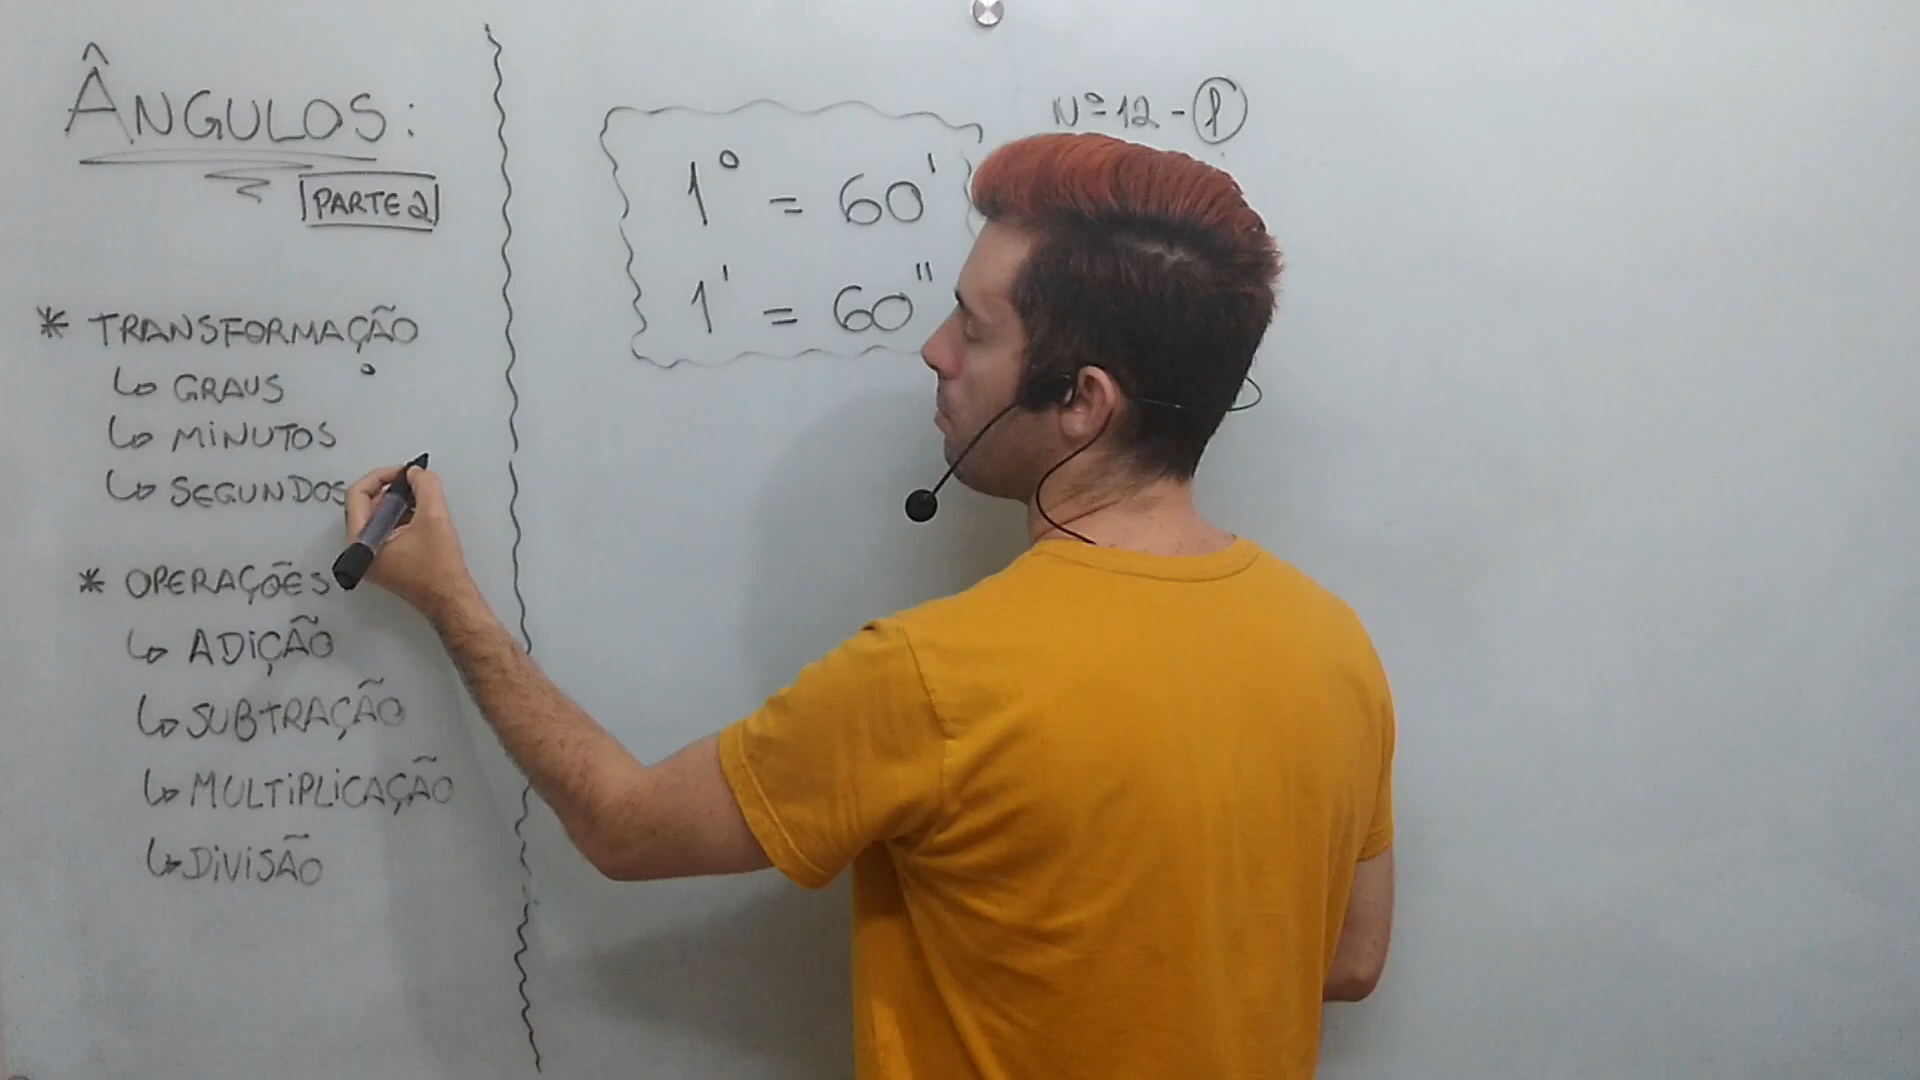 ÂNGULOS:
PARTE 2
* TRANSFORMAÇÃO
↳ GRAUS °
↳ MINUTOS
↳ SEGUNDOS
* OPERAÇÕES
↳ ADIÇÃO
↳ SUBTRAÇÃO
↳ MULTIPLICAÇÃO
↳ DIVISÃO
1° = 60'
1' = 60''
Nº 12 - P